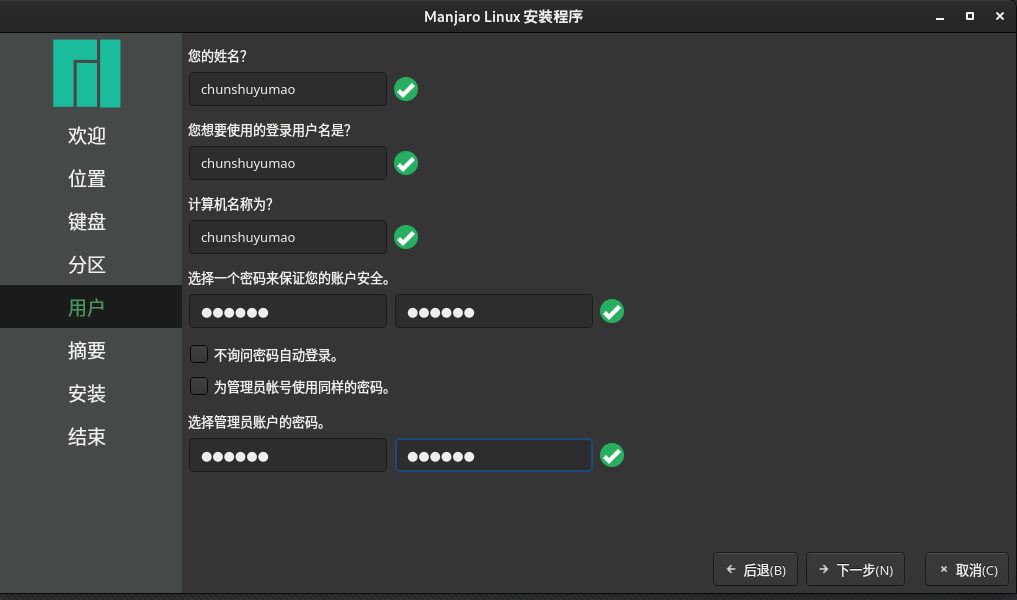 Manjaro Linux 安装程序
欢迎
位置
键盘
分区
用户
摘要
安装
结束
您的姓名？
chunshuyumao
您想要使用的登录用户名是？
chunshuyumao
计算机名称为？
chunshuyumao
选择一个密码来保证您的账户安全。
●●●●●● ●●●●●●
不询问密码自动登录。
为管理员帐号使用同样的密码。
选择管理员账户的密码。
●●●●●● ●●●●●●
后退(B) 下一步(N) 取消(C)